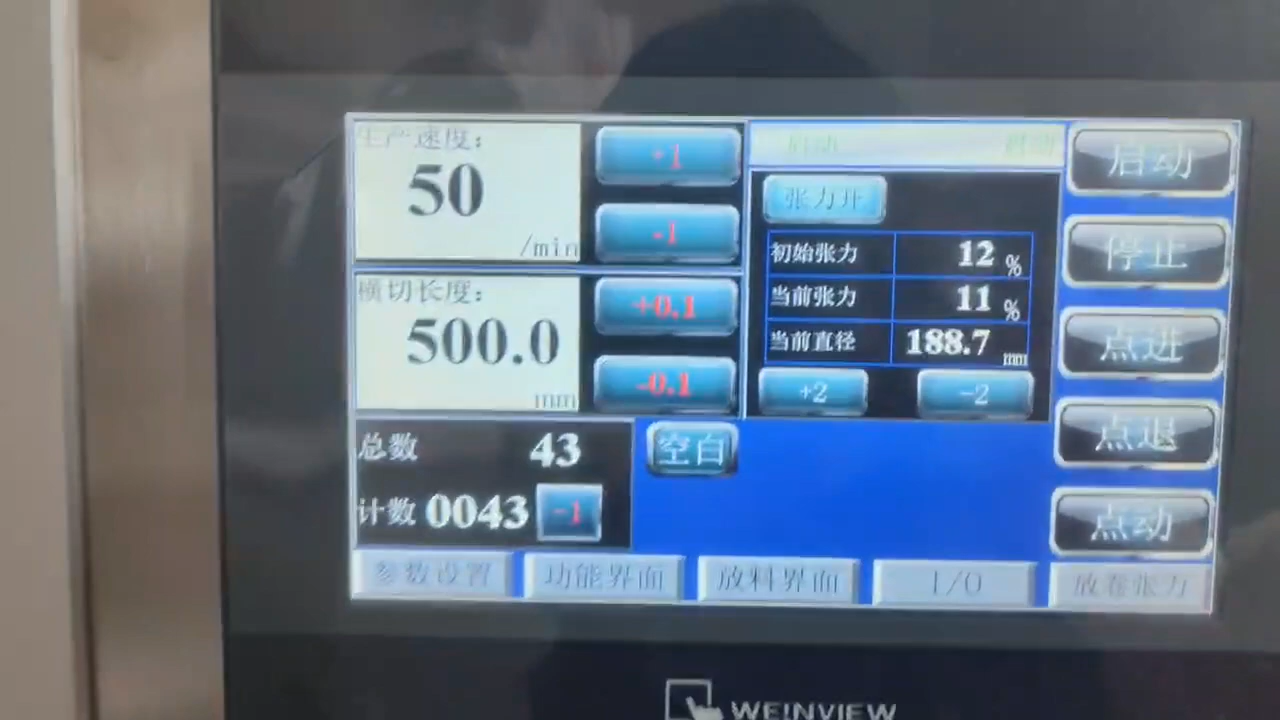 生产速度：
50
/min
+1
-1
横切长度：
500.0
mm
+0.1
-0.1
总数 43
计数 0043 -1
空白
启动 启动
张力开
初始张力 12 %
当前张力 11 %
当前直径 188.7 mm
+2 -2
启动
停止
点进
点退
点动
参数设置 功能界面 放料界面 I/O 放卷张力
WEINVIEW